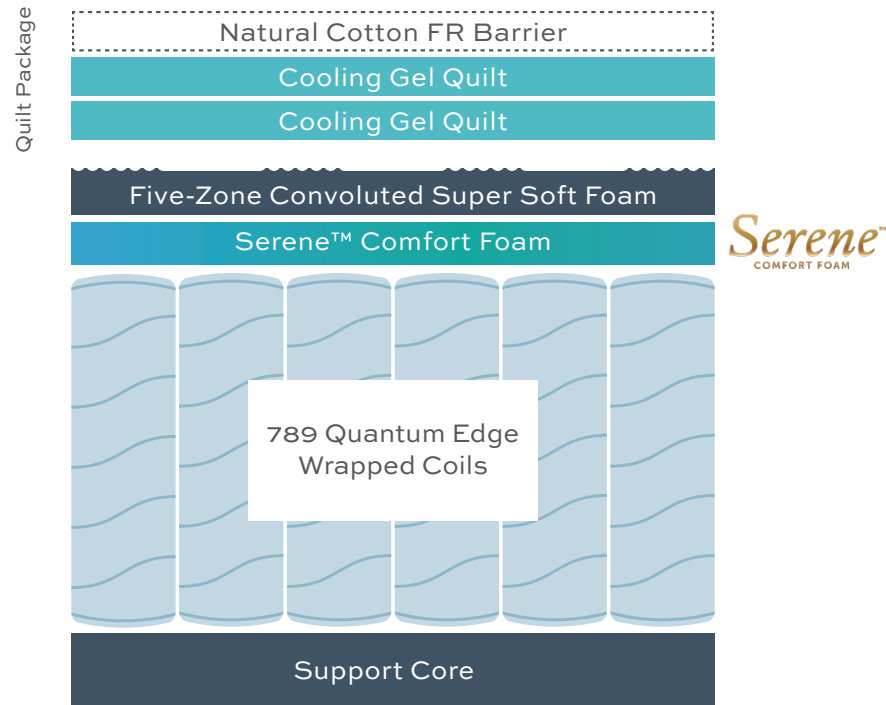 Quilt Package
Natural Cotton FR Barrier
Cooling Gel Quilt
Cooling Gel Quilt
Five-Zone Convoluted Super Soft Foam
Serene™ Comfort Foam
Serene™
COMFORT FOAM
789 Quantum Edge
Wrapped Coils
Support Core